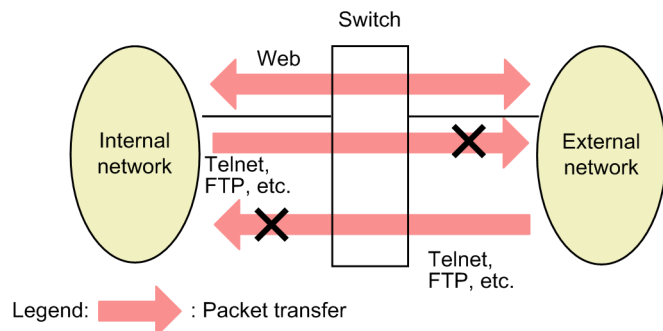 Switch
Web
Internal
network
External
network
Telnet,
FTP, etc.
Telnet,
FTP, etc.
Legend: : Packet transfer